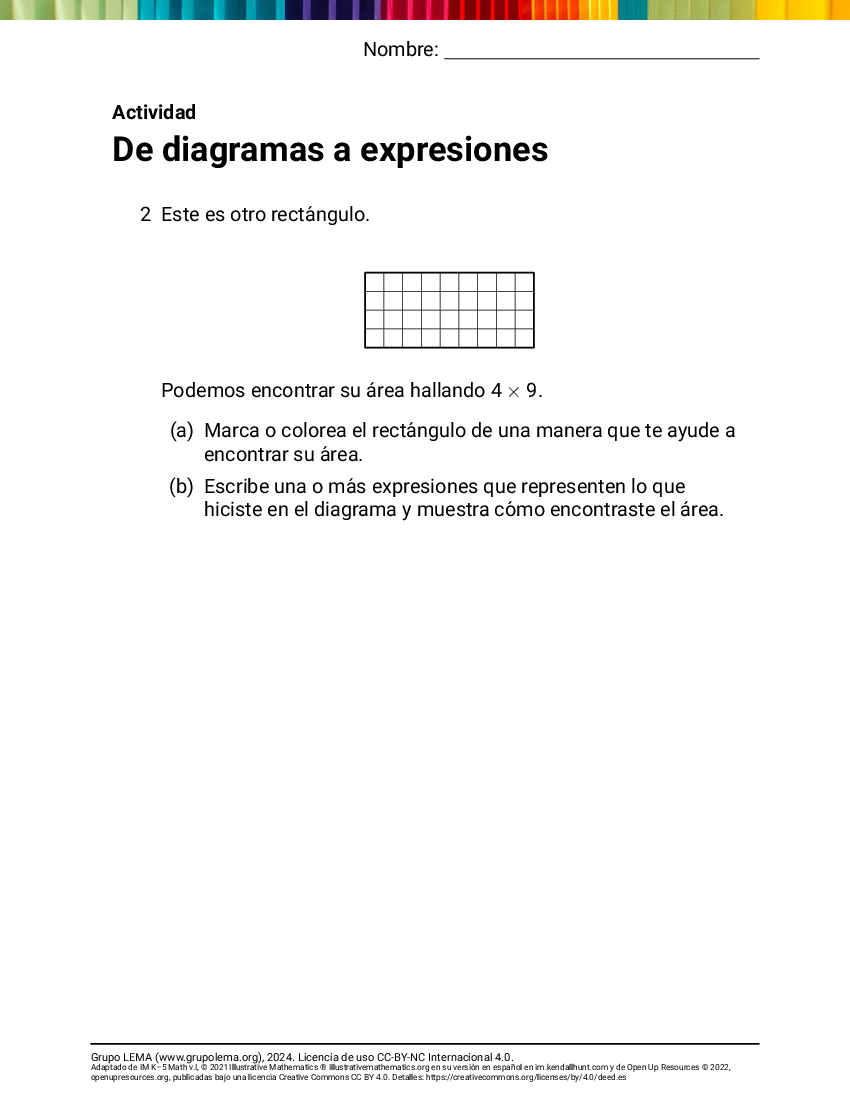 Nombre:
Actividad
De diagramas a expresiones
2 Este es otro rectángulo.
Podemos encontrar su área hallando 4 × 9.
(a) Marca o colorea el rectángulo de una manera que te ayude a
encontrar su área.
(b) Escribe una o más expresiones que representen lo que
hiciste en el diagrama y muestra cómo encontraste el área.
Grupo LEMA (www.grupolema.org), 2024. Licencia de uso CC-BY-NC Internacional 4.0.
Adaptado de IM K–5 Math v.I, © 2021 Illustrative Mathematics ® illustrativemathematics.org en su versión en español en im.kendallhunt.com y de Open Up Resources © 2022,
openupresources.org, publicadas bajo una licencia Creative Commons CC BY 4.0. Detalles: https://creativecommons.org/licenses/by/4.0/deed.es